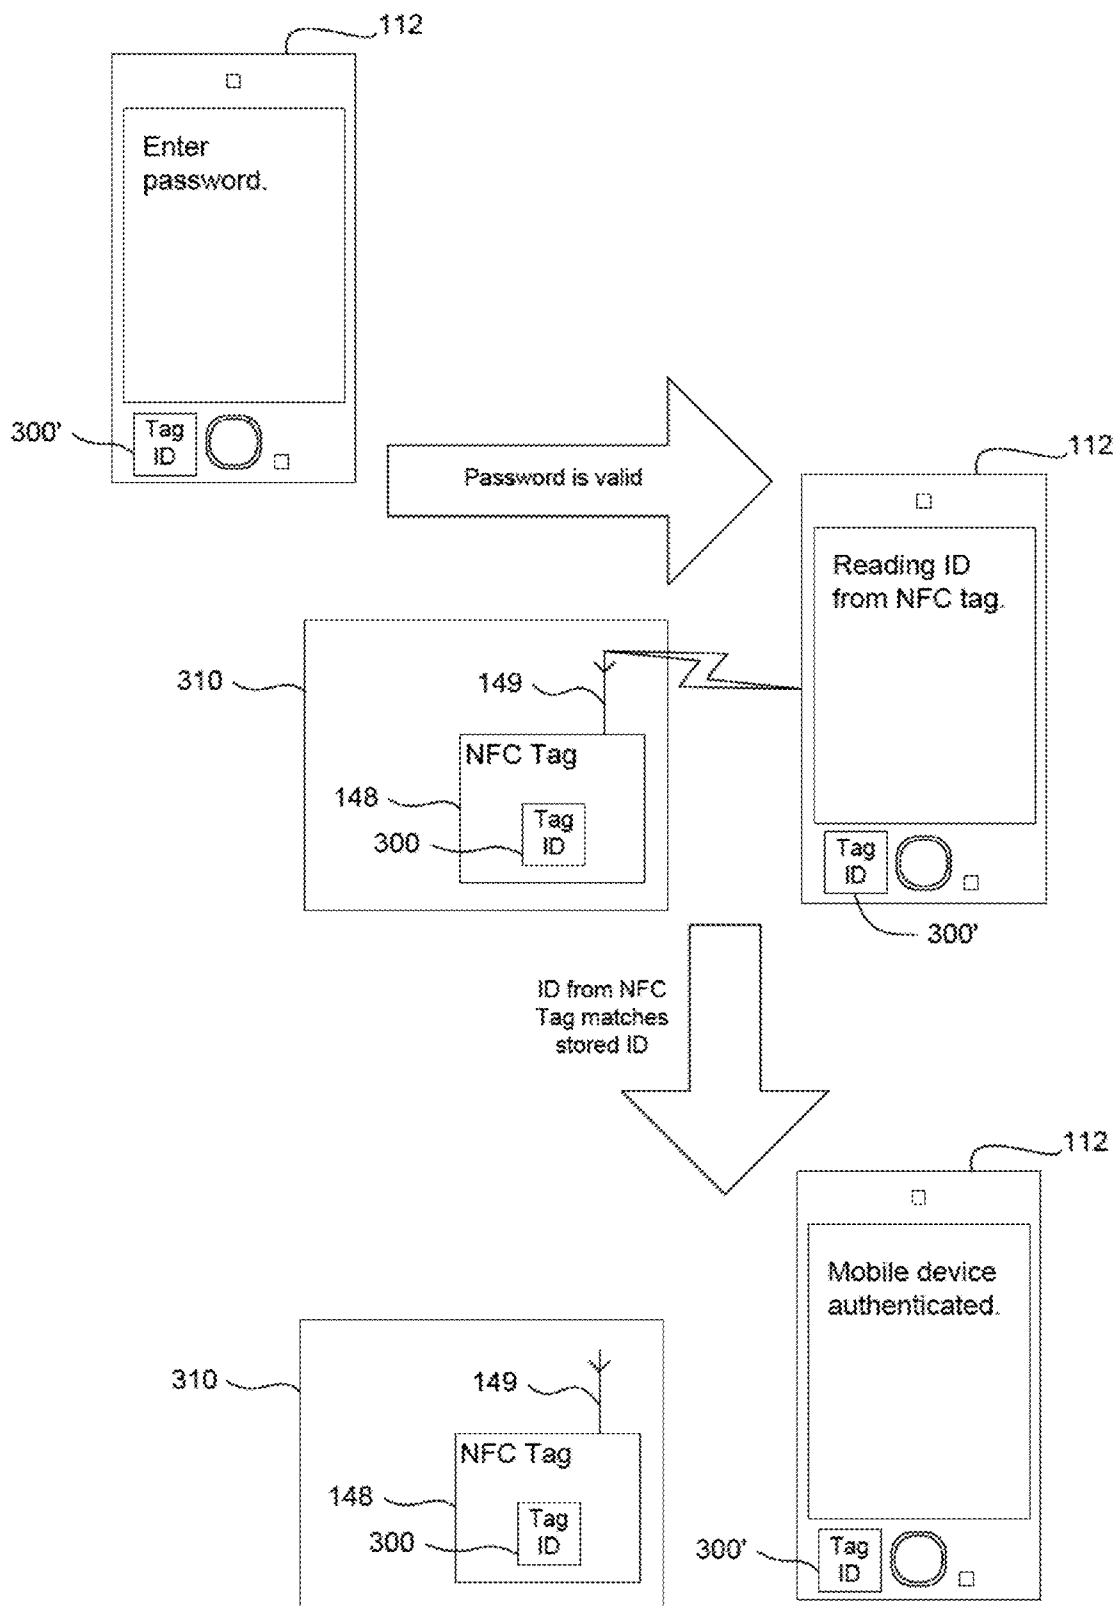 112
Enter
password.
300'
Tag
ID
Password is valid
112
Reading ID
from NFC tag.
310
149
NFC Tag
148
300
Tag
ID
Tag
ID
300'
ID from NFC
Tag matches
stored ID
112
Mobile device
authenticated.
310
149
NFC Tag
148
300
Tag
ID
300'
Tag
ID